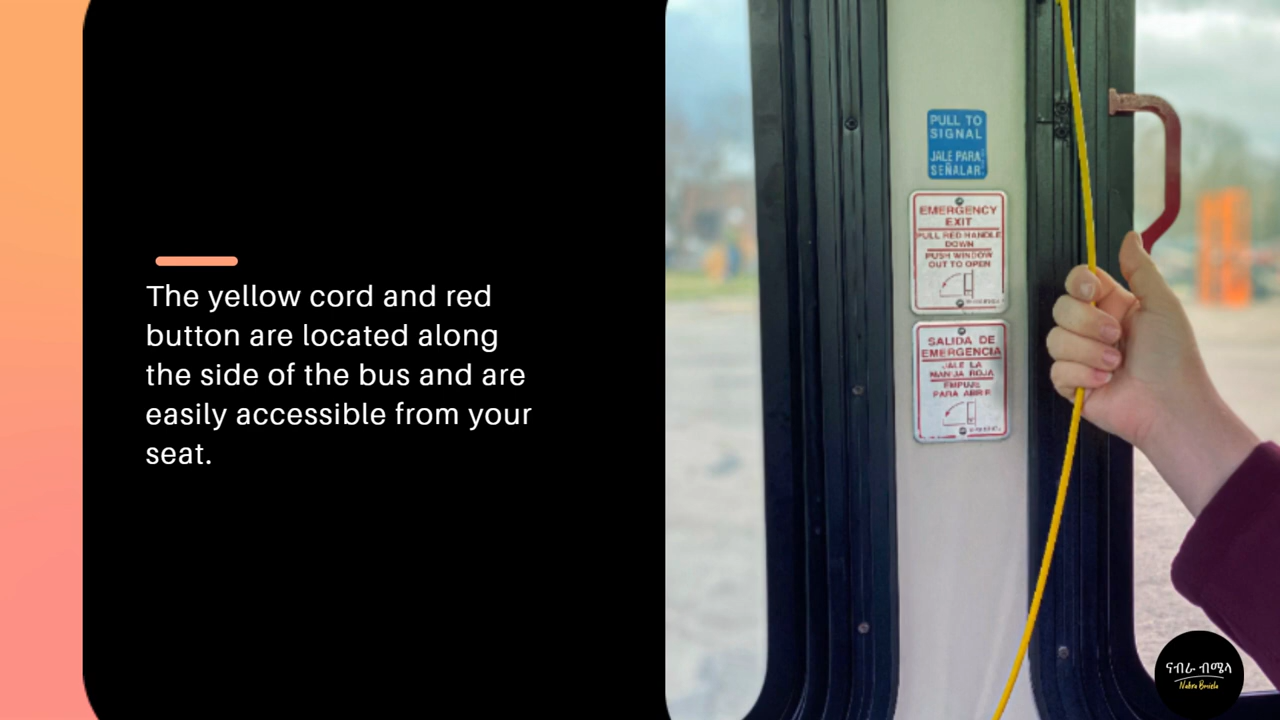 The yellow cord and red
button are located along
the side of the bus and are
easily accessible from your
seat.
PULL TO
SIGNAL
JALE PARA
SEÑALAR
EMERGENCY
EXIT
PULL RED HANDLE
DOWN
PUSH WINDOW
OUT TO OPEN
SALIDA DE
EMERGENCIA
JALE LA
MANIJA ROJA
EMPUJE
PARA ABRIR
ናብራ ብሜላ
Nabra Bmiela